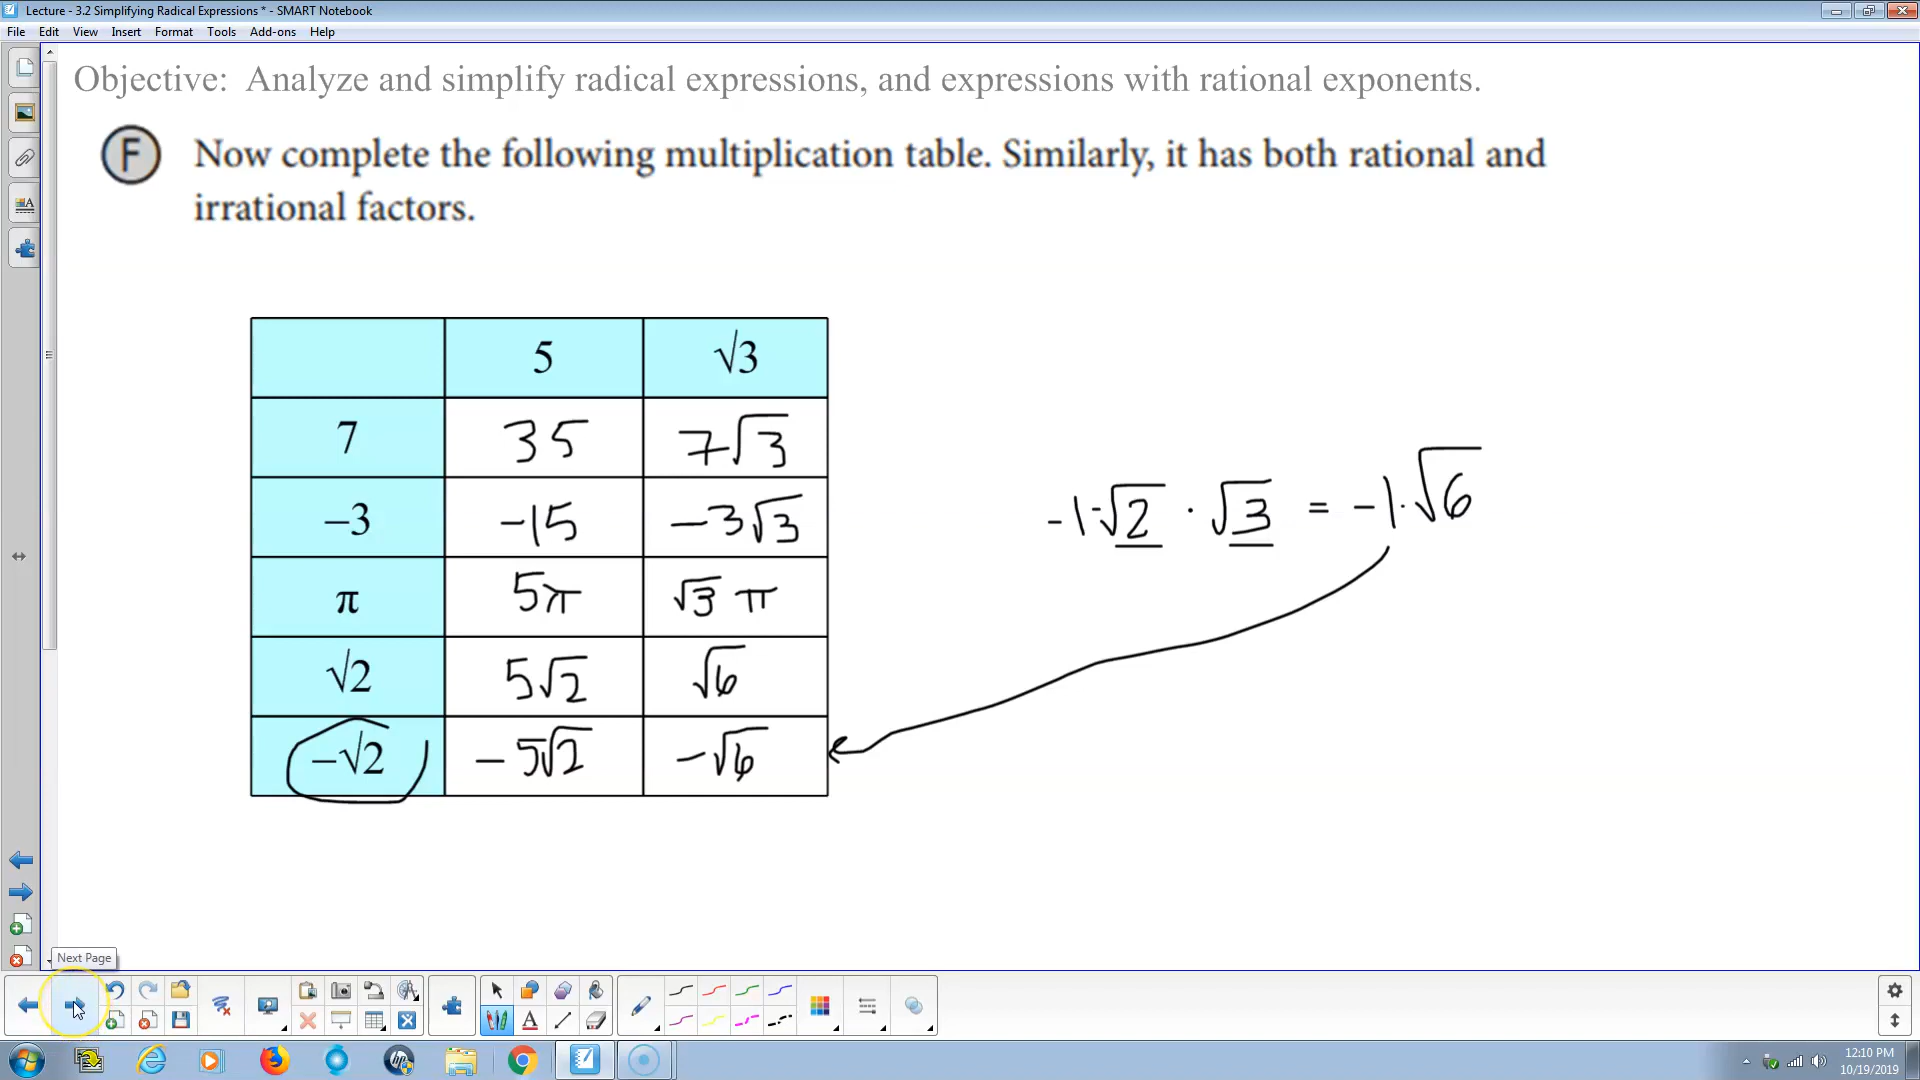 Lecture - 3.2 Simplifying Radical Expressions * - SMART Notebook
File Edit View Insert Format Tools Add-ons Help
Objective: Analyze and simplify radical expressions, and expressions with rational exponents.
F Now complete the following multiplication table. Similarly, it has both rational and
irrational factors.
5 √3
7 35 7√3
-1·√2 · √3 = -1·√6
–3 -15 -3√3
π 5π √3 π
√2 5√2 √6
–√2 -5√2 -√6
Next Page
12:10 PM
10/19/2019